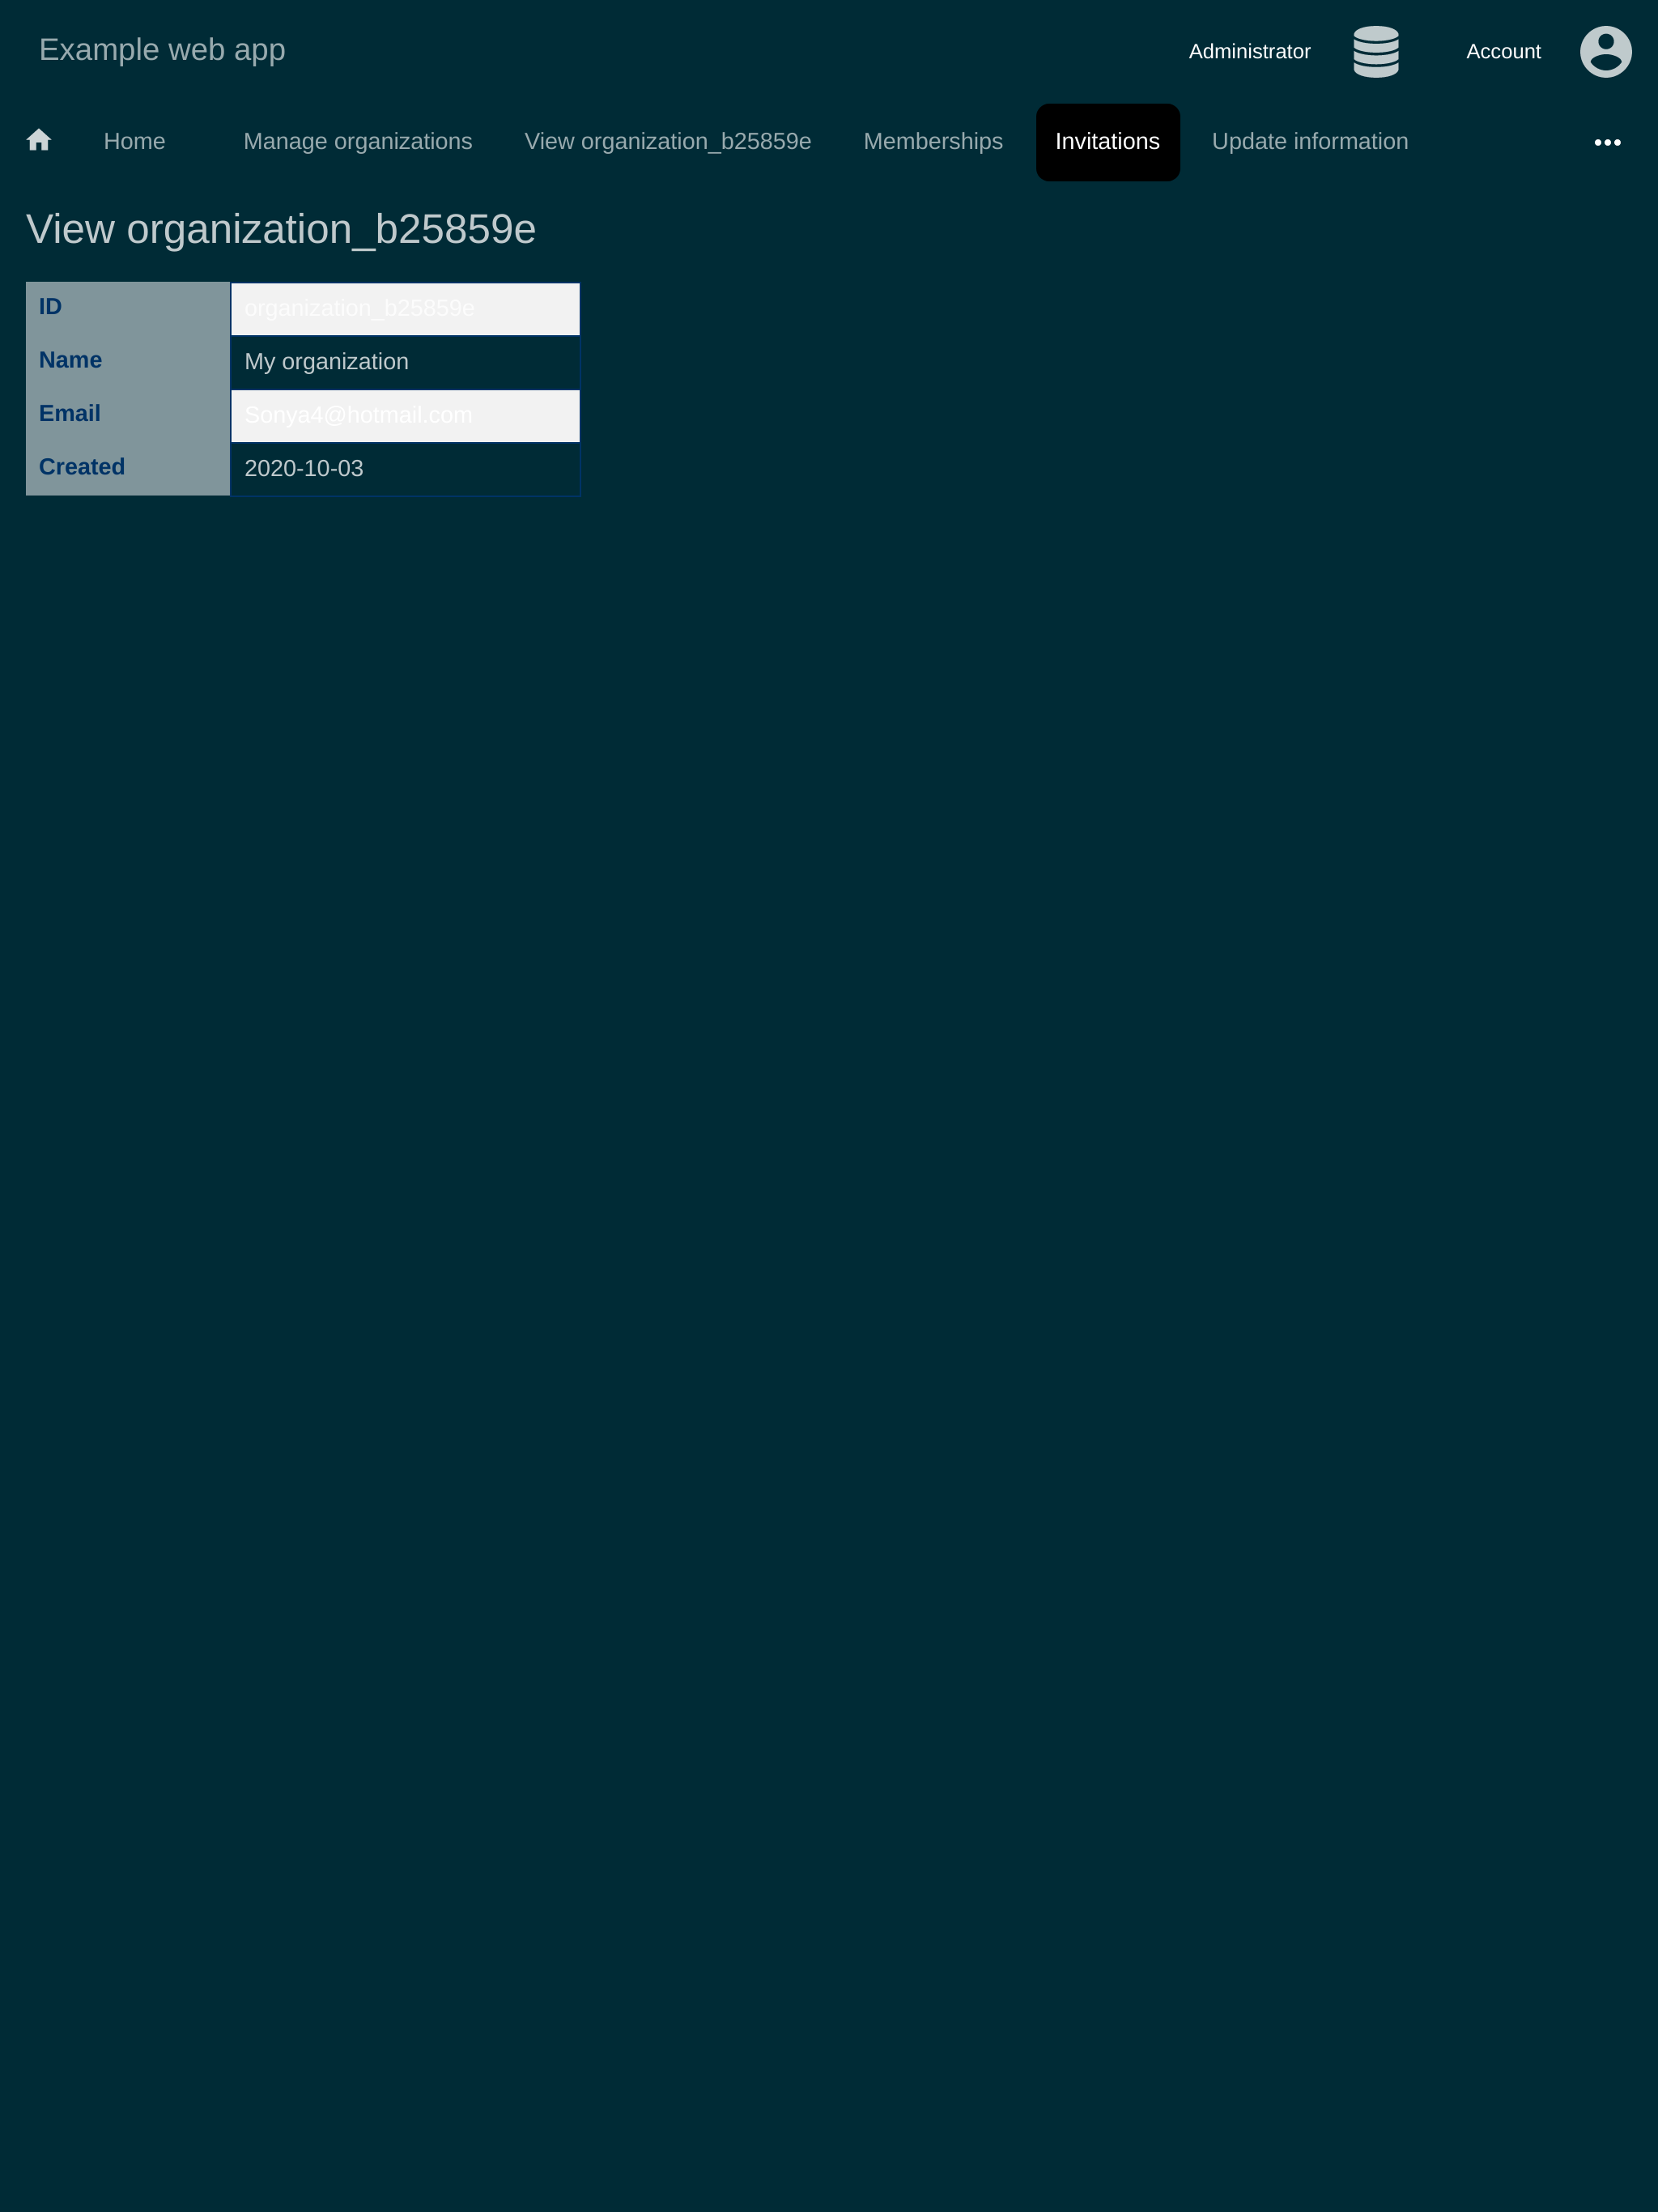 Example web app
Administrator
Account
Home
Manage organizations
View organization_b25859e
Memberships
Invitations
Update information
View organization_b25859e
ID organization_b25859e
Name My organization
Email Sonya4@hotmail.com
Created 2020-10-03